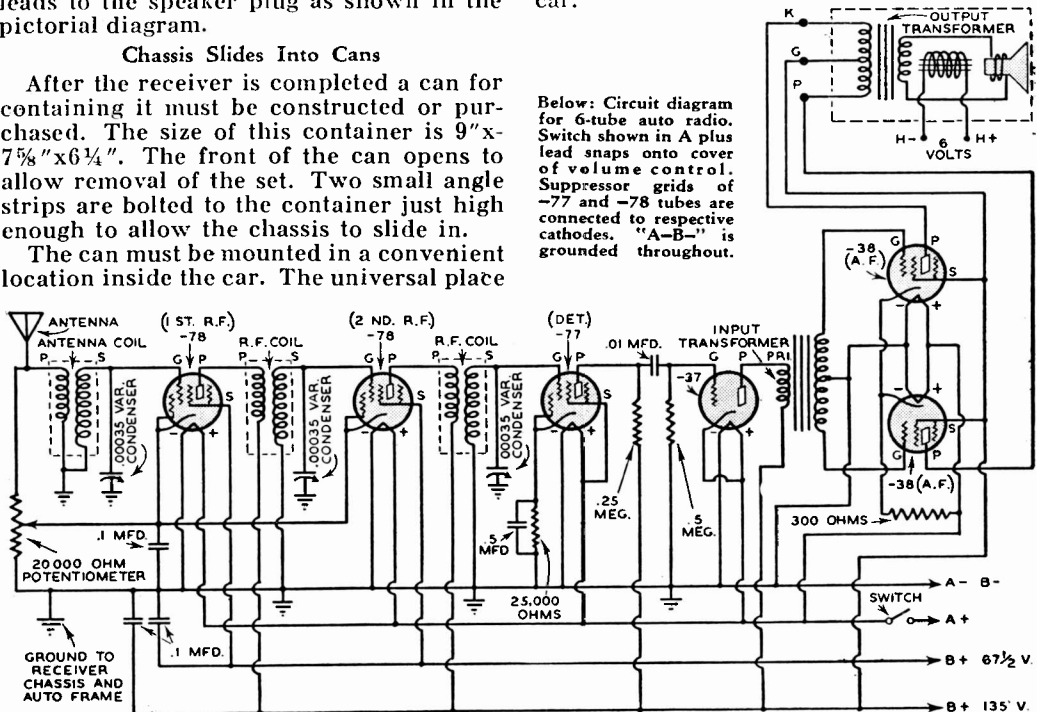 leads to the speaker plug as shown in the
pictorial diagram.
Chassis Slides Into Cans
After the receiver is completed a can for
containing it must be constructed or pur-
chased. The size of this container is 9"x-
7⅝"x6¼". The front of the can opens to
allow removal of the set. Two small angle
strips are bolted to the container just high
enough to allow the chassis to slide in.
The can must be mounted in a convenient
location inside the car. The universal place
car.
Below: Circuit diagram
for 6-tube auto radio.
Switch shown in A plus
lead snaps onto cover
of volume control.
Suppressor grids of
-77 and -78 tubes are
connected to respective
cathodes. "A-B-" is
grounded throughout.
K
G
P
OUTPUT
TRANSFORMER
H- 6 H+
VOLTS
G P
-38
(A.F.)
S
- +
- +
S
G P
-38 (A.F.)
300 OHMS
ANTENNA
ANTENNA COIL
P S
.00035 VAR.
CONDENSER
(1 ST. R.F.)
-78
G P
S
- +
R.F. COIL
P S
.00035 VAR.
CONDENSER
(2 ND. R.F.)
-78
G P
S
- +
R.F. COIL
P S
.00035 VAR.
CONDENSER
(DET.)
-77
G P
S
- +
.01 MFD.
.25
MEG.
.5
MEG.
G P
-37
- +
INPUT
TRANSFORMER
PRI.
.1 MFD.
20000 OHM
POTENTIOMETER
.5
MFD
25,000
OHMS
GROUND TO
RECEIVER
CHASSIS AND
AUTO FRAME
.1 MFD.
A- B-
SWITCH
A+
B+ 67½ V.
B+ 135 V.